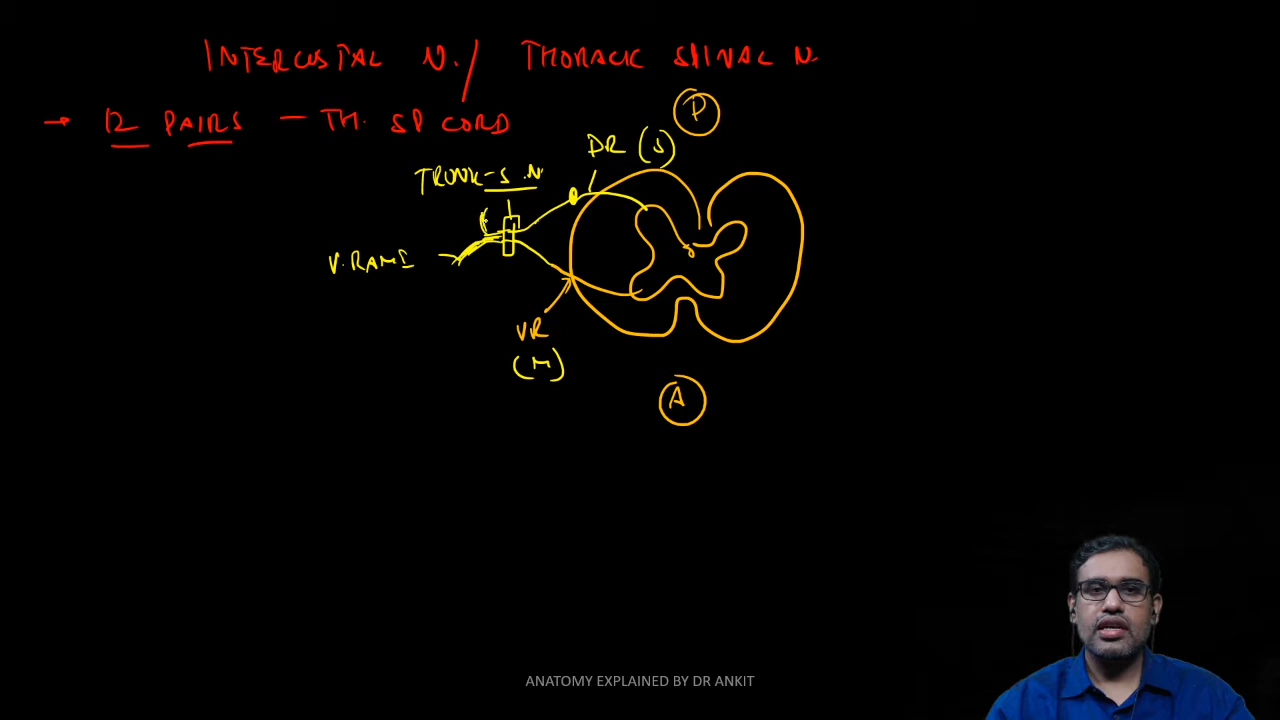 INTERCOSTAL N. / THORACIC SPINAL N.
→ 12 PAIRS — TH. SP CORD
P
DR (S)
TRUNK-S.N.
V.RAMI
VR
(M)
A
ANATOMY EXPLAINED BY DR ANKIT